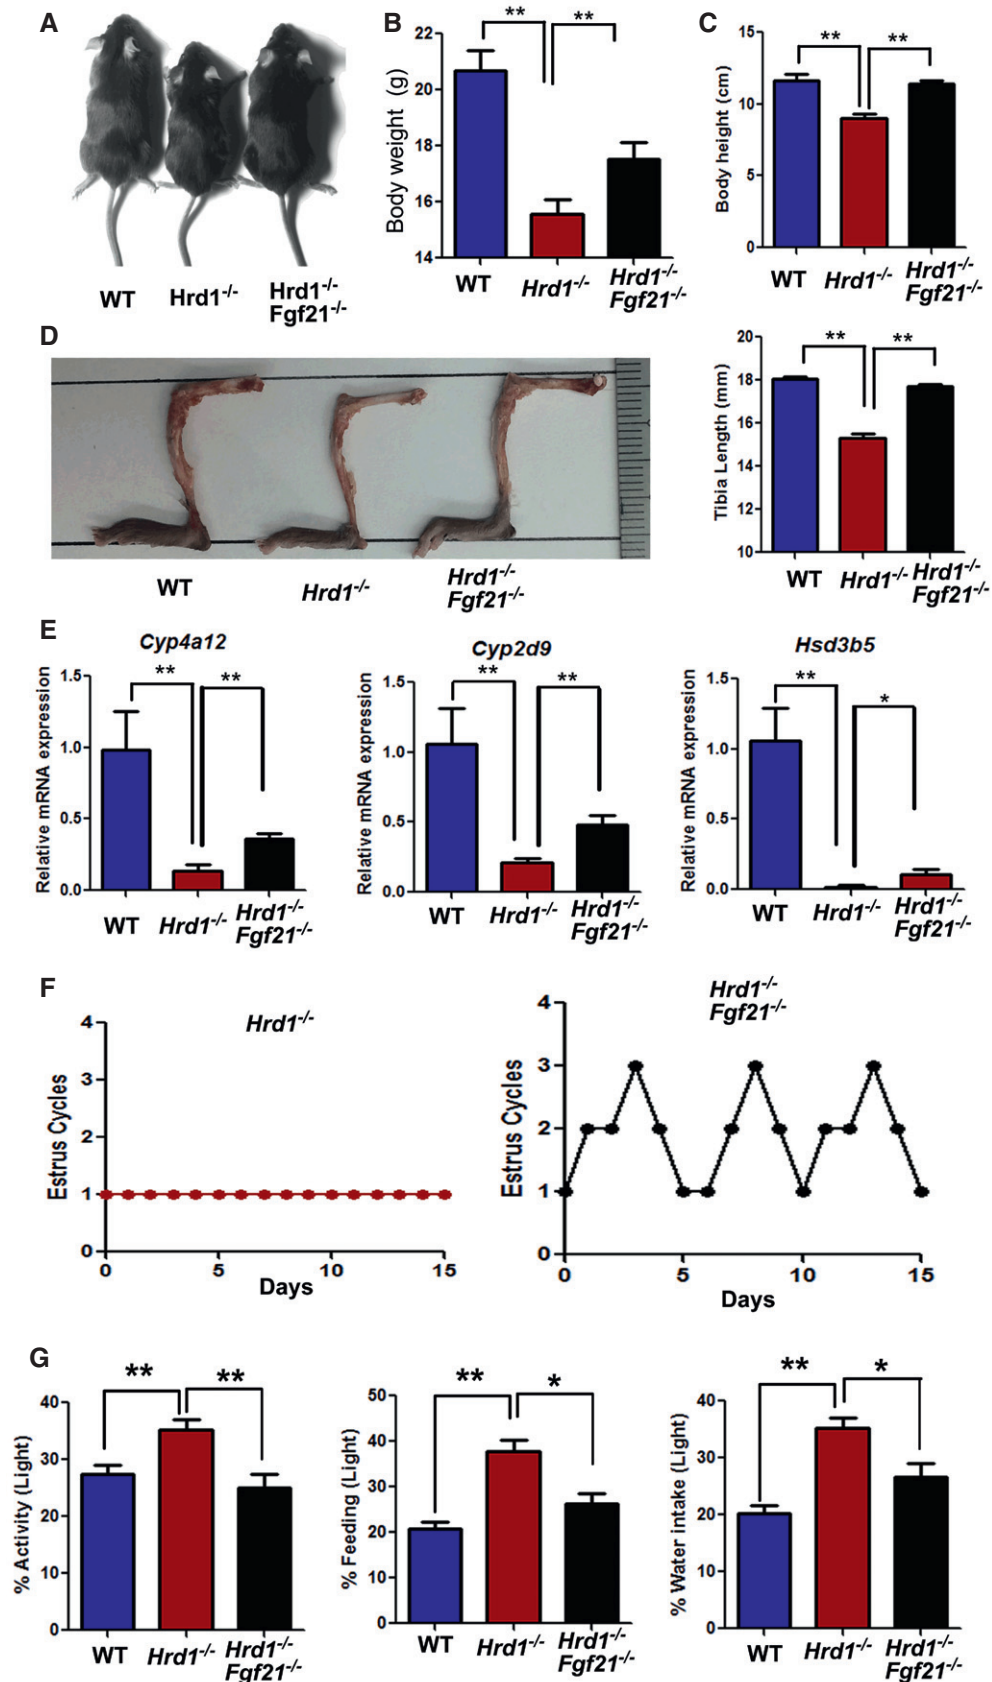 A
WT
Hrd1-/-
Hrd1-/-
Fgf21-/-
B
**
**
Body weight (g)
22
20
18
16
14
WT
Hrd1-/-
Hrd1-/-
Fgf21-/-
C
**
**
Body height (cm)
15
10
5
0
WT
Hrd1-/-
Hrd1-/-
Fgf21-/-
D
WT
Hrd1-/-
Hrd1-/-
Fgf21-/-
**
**
Tibia Length (mm)
20
18
16
14
12
10
WT
Hrd1-/-
Hrd1-/-
Fgf21-/-
E
Cyp4a12
**
**
Relative mRNA expression
1.5
1.0
0.5
0.0
WT
Hrd1-/-
Hrd1-/-
Fgf21-/-
Cyp2d9
**
**
Relative mRNA expression
1.5
1.0
0.5
0.0
WT
Hrd1-/-
Hrd1-/-
Fgf21-/-
Hsd3b5
**
*
Relative mRNA expression
1.5
1.0
0.5
0.0
WT
Hrd1-/-
Hrd1-/-
Fgf21-/-
F
Hrd1-/-
Estrus Cycles
4
3
2
1
0
0
5
10
15
Days
Hrd1-/-
Fgf21-/-
Estrus Cycles
4
3
2
1
0
0
5
10
15
Days
G
**
**
% Activity (Light)
40
30
20
10
0
WT
Hrd1-/-
Hrd1-/-
Fgf21-/-
**
*
% Feeding (Light)
50
40
30
20
10
0
WT
Hrd1-/-
Hrd1-/-
Fgf21-/-
**
*
% Water intake (Light)
40
30
20
10
0
WT
Hrd1-/-
Hrd1-/-
Fgf21-/-